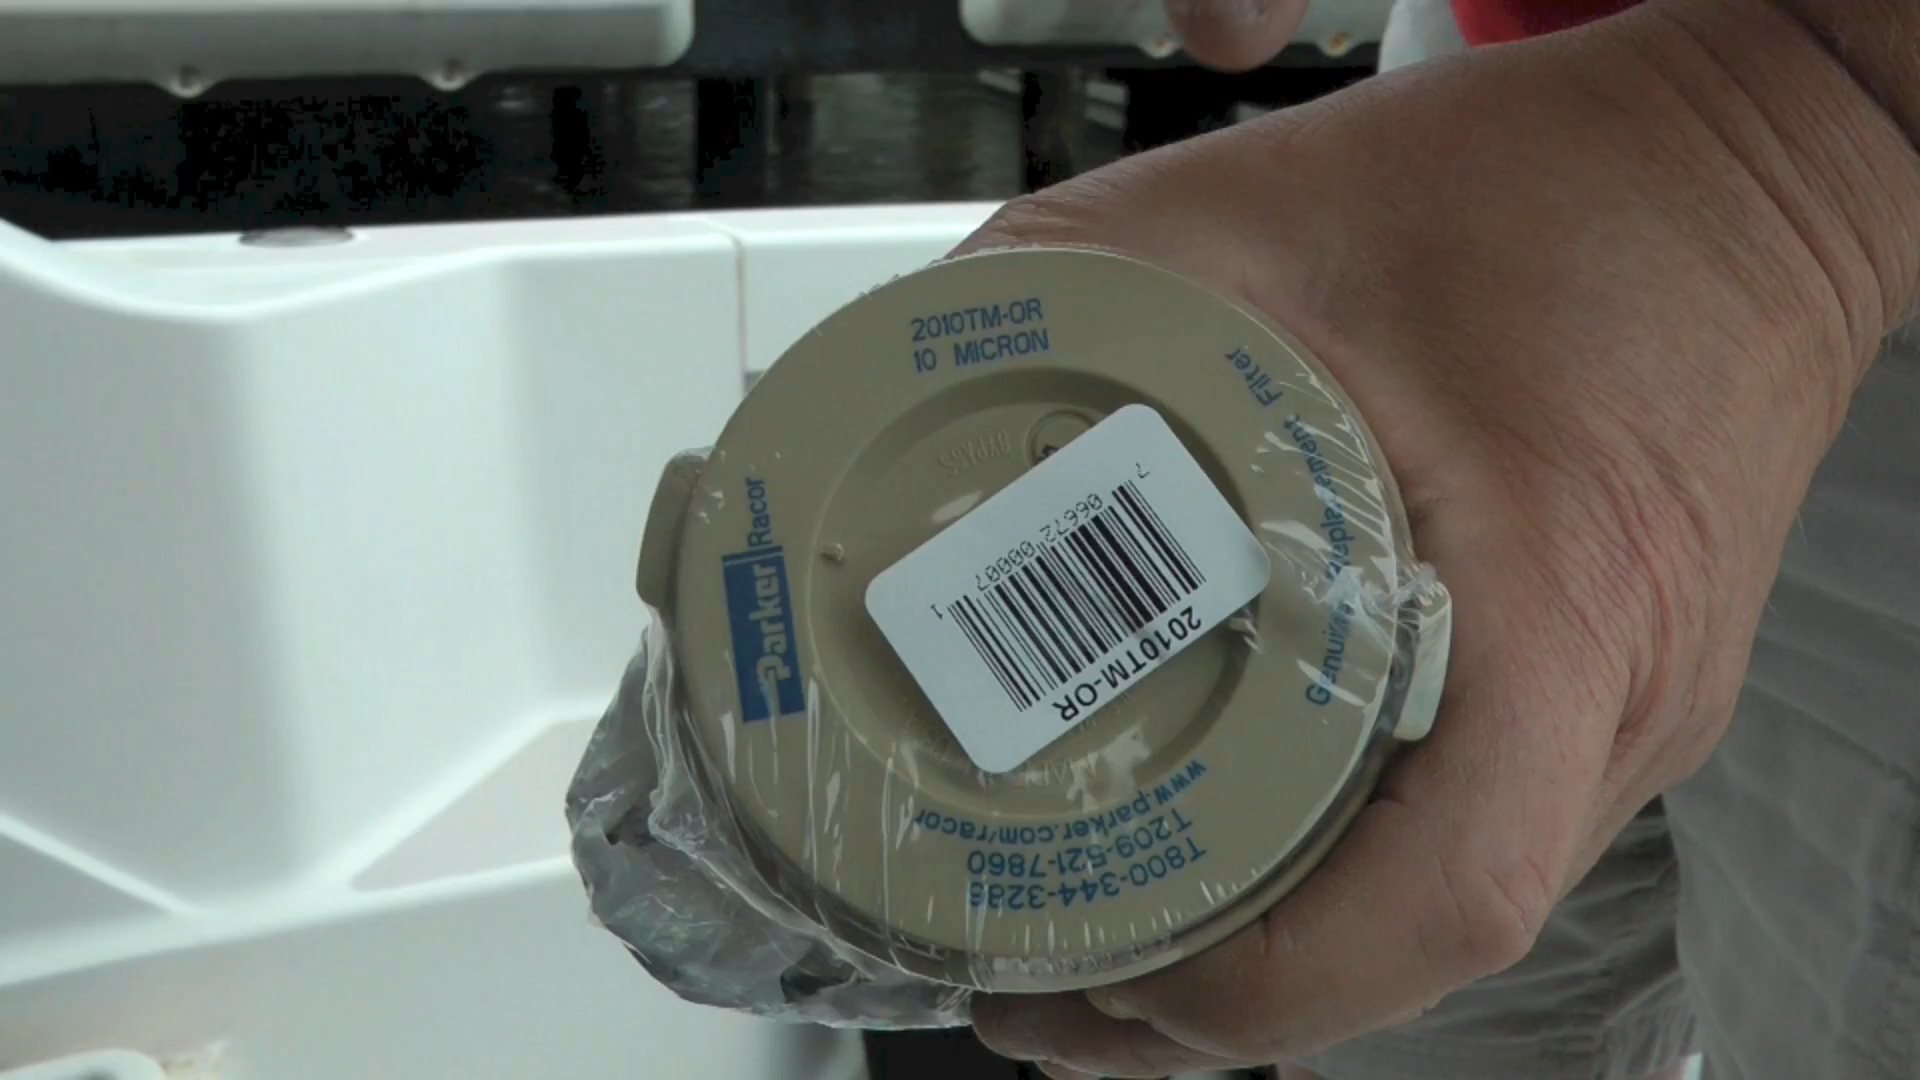 2010TM-OR
10 MICRON
Parker Racor
Genuine Replacement Filter
BYPASS
7 06672 00007 1
2010TM-OR
www.parker.com/racor
T209-521-7860
T800-344-3286